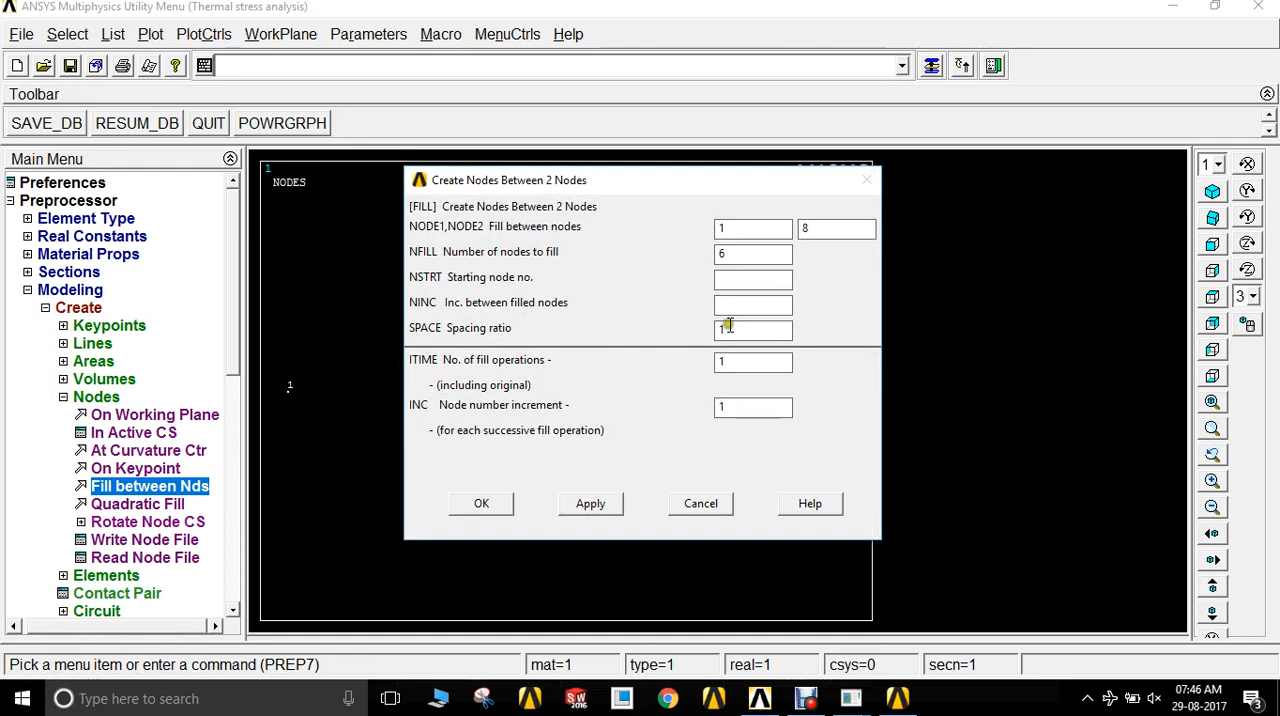 ANSYS Multiphysics Utility Menu (Thermal stress analysis)
File Select List Plot PlotCtrls WorkPlane Parameters Macro MenuCtrls Help
Toolbar
SAVE_DB RESUM_DB QUIT POWRGRPH
Main Menu
Preferences
Preprocessor
Element Type
Real Constants
Material Props
Sections
Modeling
Create
Keypoints
Lines
Areas
Volumes
Nodes
On Working Plane
In Active CS
At Curvature Ctr
On Keypoint
Fill between Nds
Quadratic Fill
Rotate Node CS
Write Node File
Read Node File
Elements
Contact Pair
Circuit
1
NODES
1
Create Nodes Between 2 Nodes
[FILL] Create Nodes Between 2 Nodes
NODE1,NODE2 Fill between nodes 1 8
NFILL Number of nodes to fill 6
NSTRT Starting node no.
NINC Inc. between filled nodes
SPACE Spacing ratio 1
ITIME No. of fill operations - 1
- (including original)
INC Node number increment - 1
- (for each successive fill operation)
OK Apply Cancel Help
1
3
Pick a menu item or enter a command (PREP7) mat=1 type=1 real=1 csys=0 secn=1
Type here to search
SW
2016
07:46 AM
29-08-2017
3